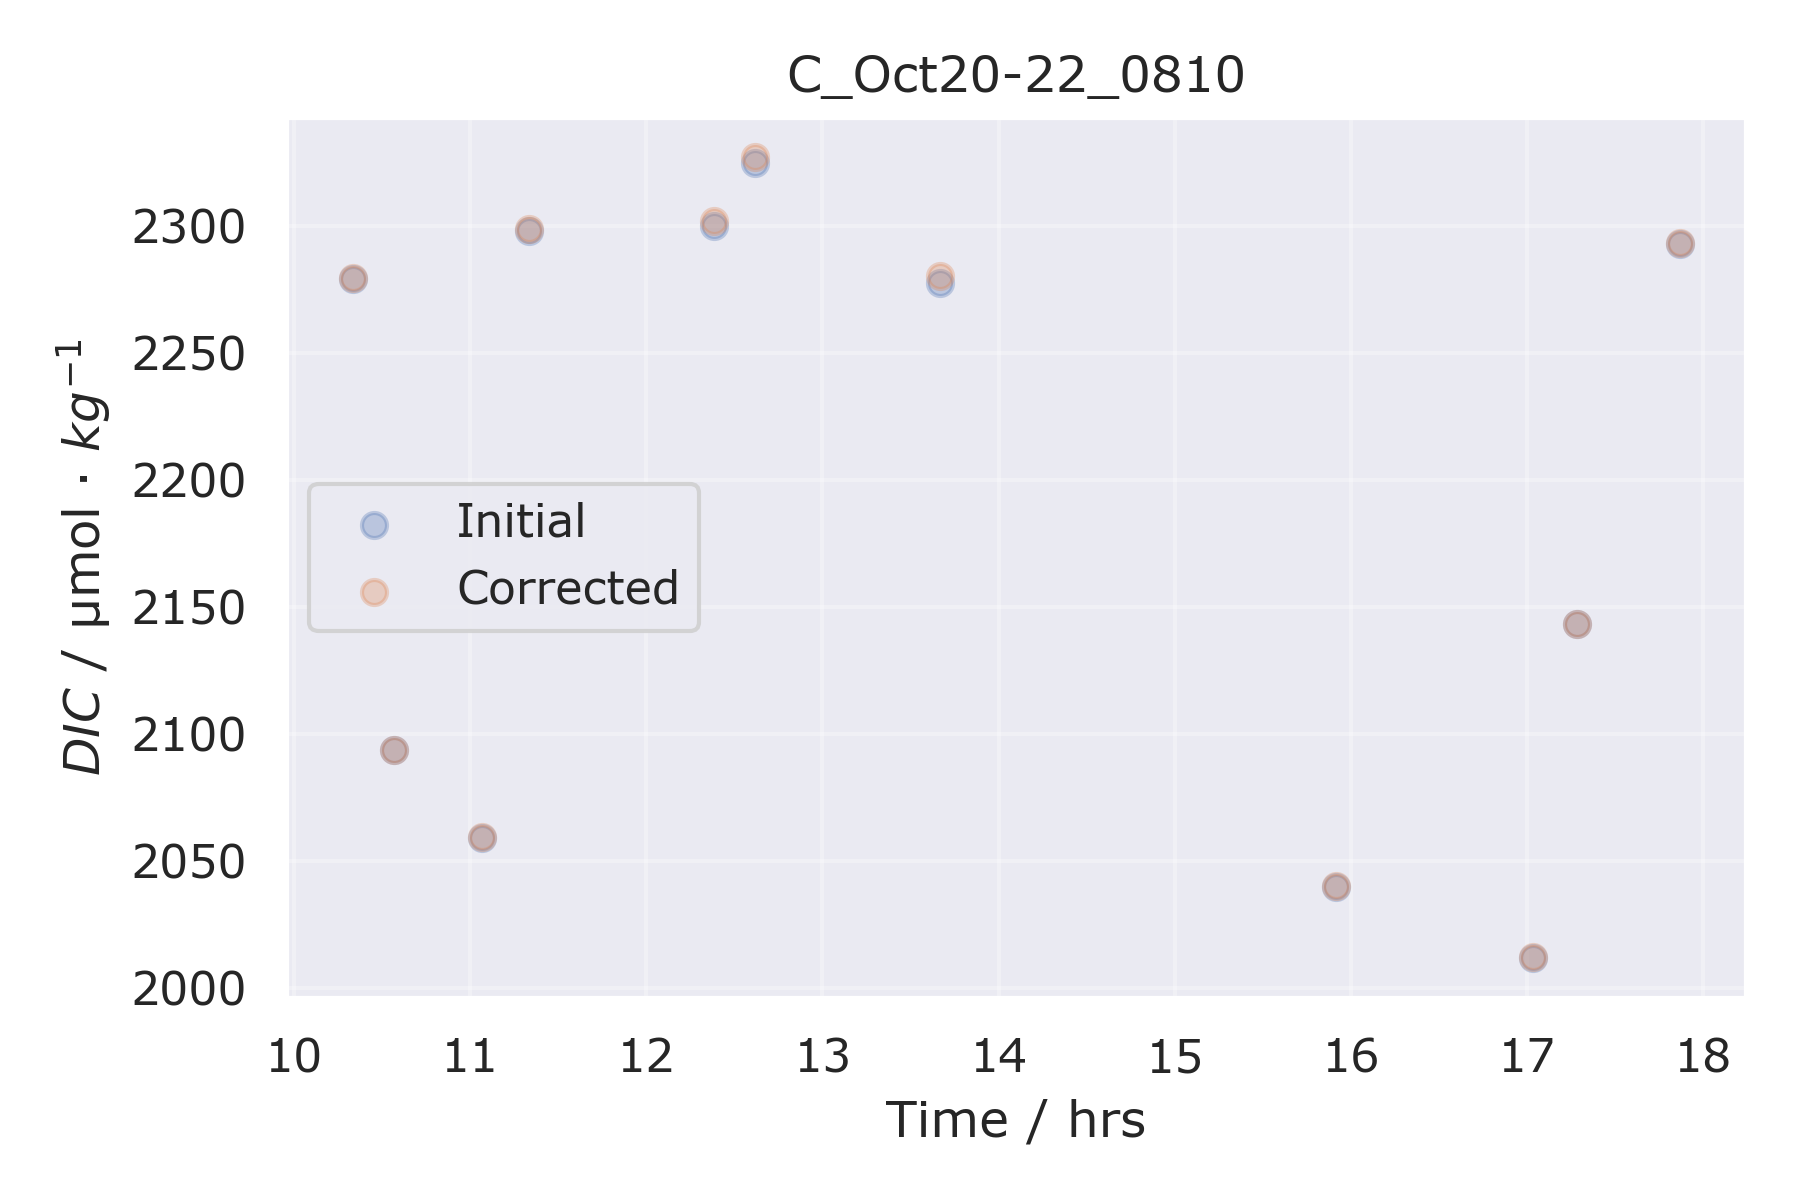 C_Oct20-22_0810
DIC / µmol · kg⁻¹
2300
2250
2200
2150
2100
2050
2000
Initial
Corrected
10 11 12 13 14 15 16 17 18
Time / hrs